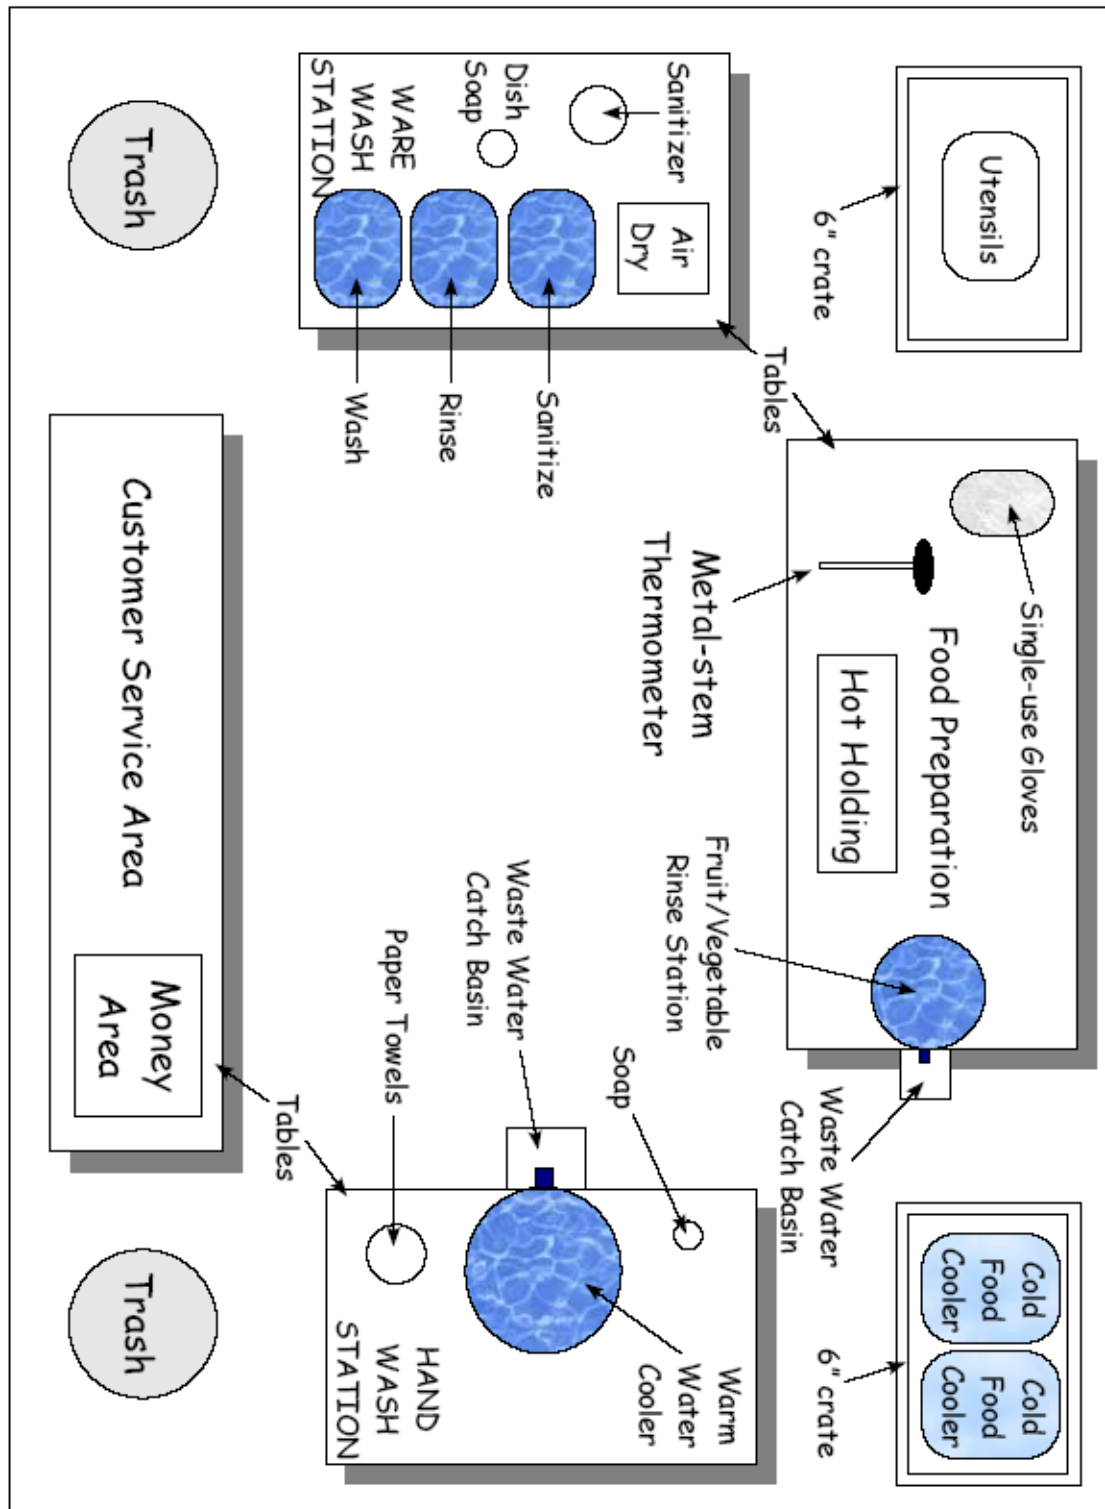 Utensils
6" crate
Single-use Gloves
Food Preparation
Hot Holding
Cold
Food
Cooler
Cold
Food
Cooler
6" crate
Waste Water
Catch Basin
Tables
Metal-stem
Thermometer
Fruit/Vegetable
Rinse Station
Sanitizer
Air
Dry
Dish
Soap
WARE
WASH
STATION
Sanitize
Rinse
Wash
Soap
Warm
Water
Cooler
Waste Water
Catch Basin
Paper Towels
HAND
WASH
STATION
Tables
Trash
Customer Service Area
Money
Area
Trash